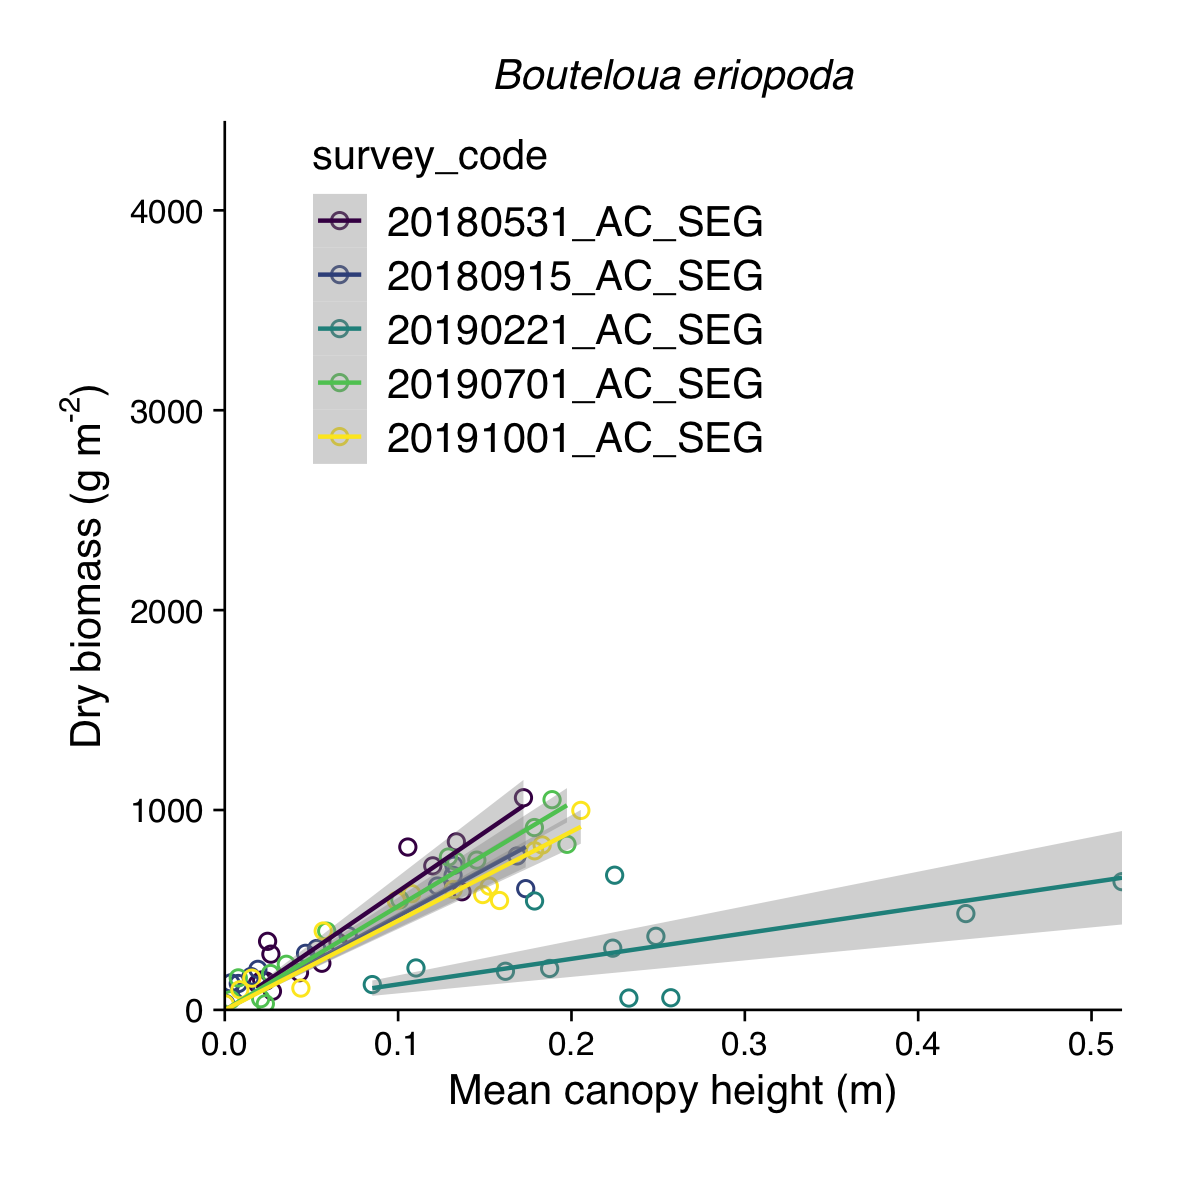 Bouteloua eriopoda
survey_code
20180531_AC_SEG
20180915_AC_SEG
20190221_AC_SEG
20190701_AC_SEG
20191001_AC_SEG
Dry biomass (g m-2)
4000
3000
2000
1000
0
0.0 0.1 0.2 0.3 0.4 0.5
Mean canopy height (m)